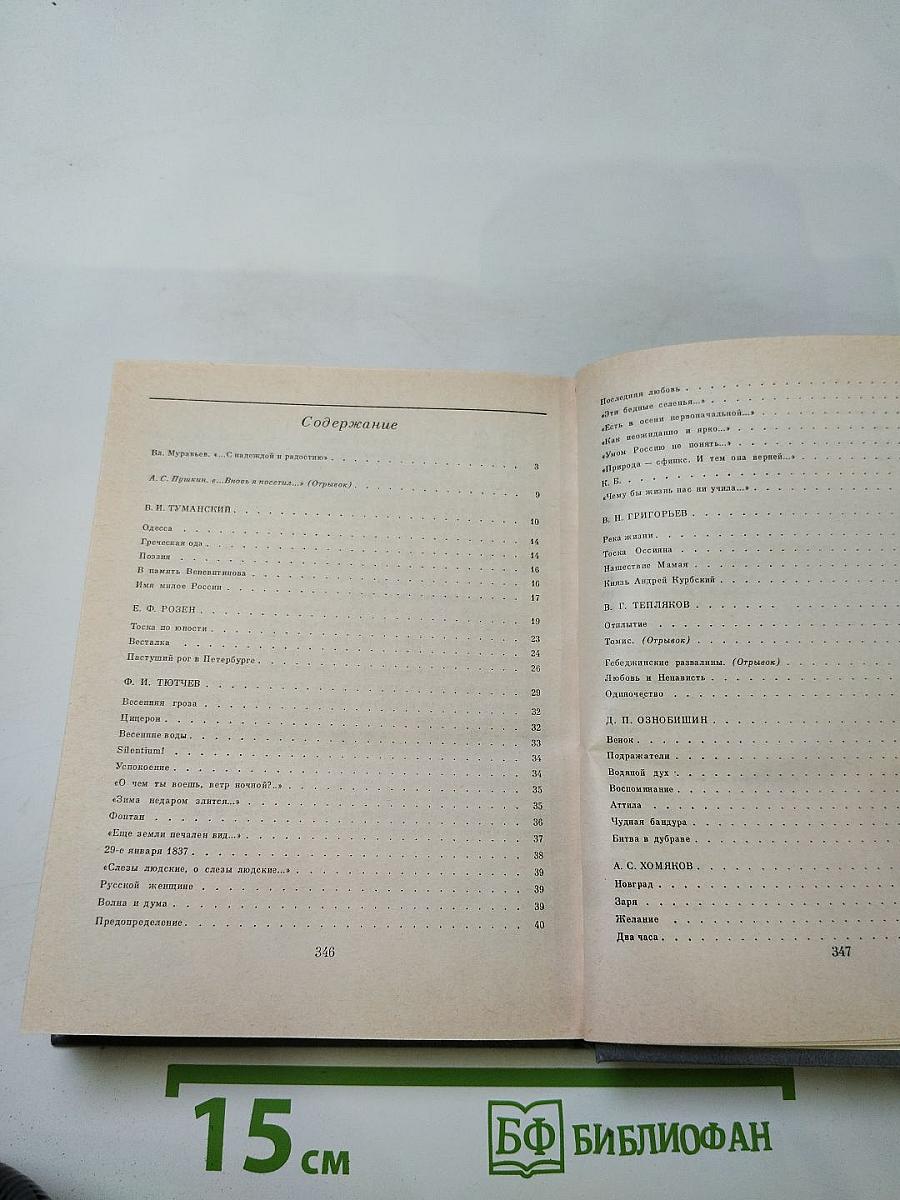 Содержание
Вл. Муравьев. «...С надеждой и радостию» . . . 3
А. С. Пушкин. «...Вновь я посетил...» (Отрывок) . . . 9
В. И. ТУМАНСКИЙ . . . 10
Одесса . . . 14
Греческая ода . . . 14
Поэзия . . . 16
В память Веневитинова . . . 16
Имя милое России . . . 17
Е. Ф. РОЗЕН . . . 19
Тоска по юности . . . 23
Весталка . . . 24
Пастуший рог в Петербурге . . . 26
Ф. И. ТЮТЧЕВ . . . 29
Весенняя гроза . . . 32
Цицерон . . . 32
Весенние воды . . . 33
Silentium! . . . 34
Успокоение . . . 34
«О чем ты воешь, ветр ночной?..» . . . 35
«Зима недаром злится...» . . . 35
Фонтан . . . 36
«Еще земли печален вид...» . . . 37
29-е января 1837 . . . 38
«Слезы людские, о слезы людские...» . . . 39
Русской женщине . . . 39
Волна и дума . . . 39
Предопределение . . . 40
346
Последняя любовь
«Эти бедные селенья...»
«Есть в осени первоначальной...»
«Как неожиданно и ярко...»
«Умом Россию не понять...»
«Природа — сфинкс. И тем она верней...»
К. Б.
«Чему бы жизнь нас ни учила...»
В. Н. ГРИГОРЬЕВ
Река жизни
Тоска Оссияна
Нашествие Мамая
Князь Андрей Курбский
В. Г. ТЕПЛЯКОВ
Отплытие
Томис. (Отрывок)
Гебеджинские развалины. (Отрывок)
Любовь и Ненависть
Одиночество
Д. П. ОЗНОБИШИН
Венок
Подражатели
Водяной дух
Воспоминание
Аттила
Чудная бандура
Битва в дубраве
А. С. ХОМЯКОВ
Новград
Заря
Желание
Два часа
347
15 см
БФ БИБЛИОФАН